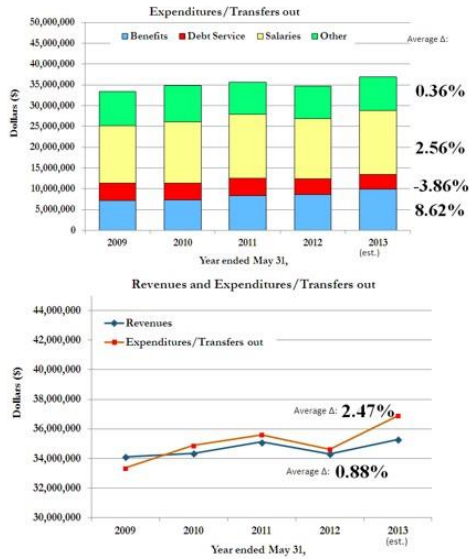 Expenditures/Transfers out
50,000,000
45,000,000
40,000,000
35,000,000
30,000,000
25,000,000
20,000,000
15,000,000
10,000,000
5,000,000
0
Dollars ($)
Benefits Debt Service Salaries Other
Average Δ:
0.36%
2.56%
-3.86%
8.62%
2009 2010 2011 2012 2013
(est.)
Year ended May 31,
Revenues and Expenditures/Transfers out
44,000,000
42,000,000
40,000,000
38,000,000
36,000,000
34,000,000
32,000,000
30,000,000
Dollars ($)
Revenues
Expenditures/Transfers out
Average Δ: 2.47%
Average Δ: 0.88%
2009 2010 2011 2012 2013
(est.)
Year ended May 31,